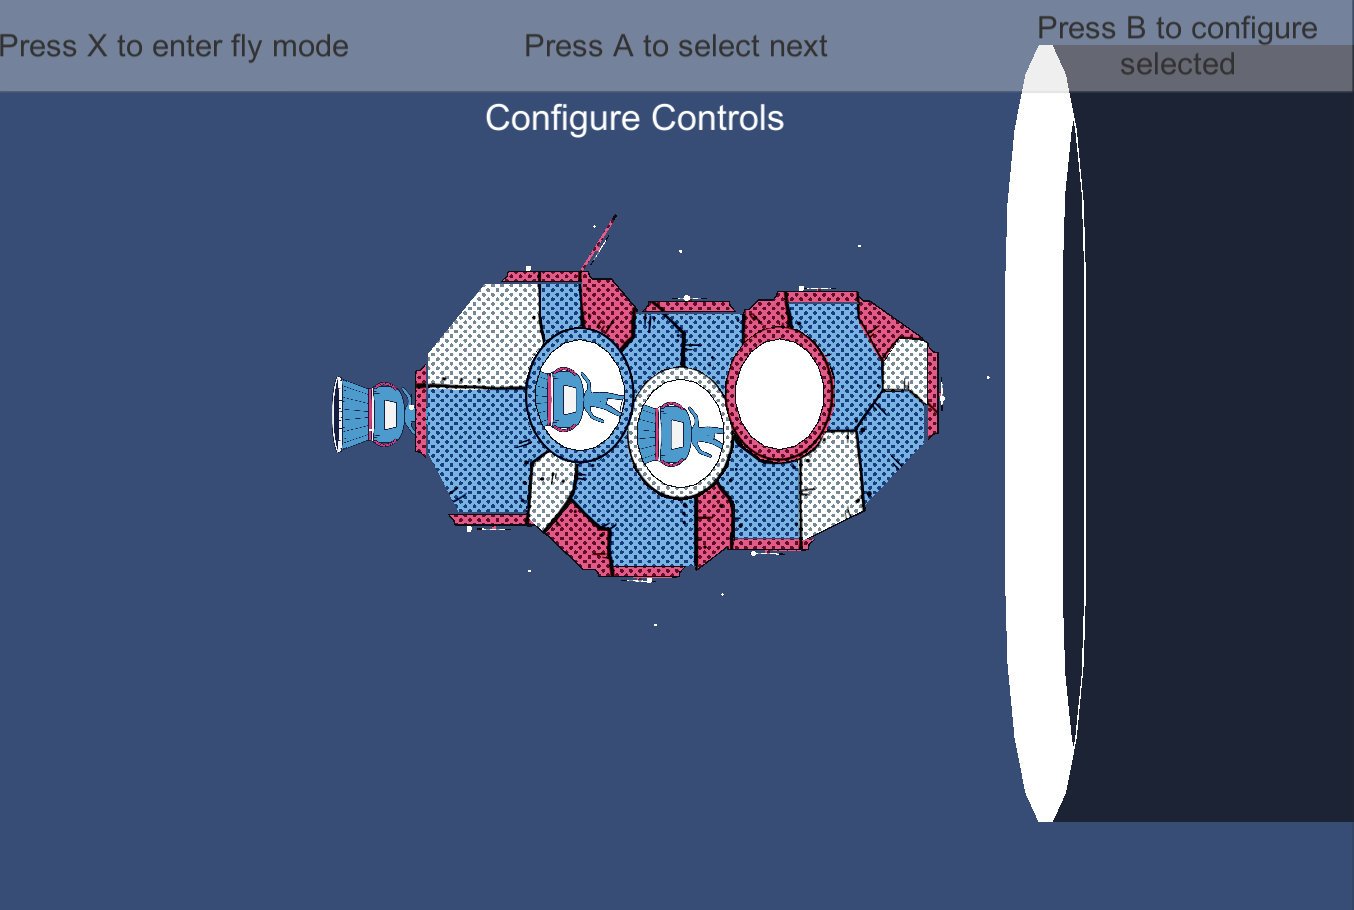 Press X to enter fly mode
Press A to select next
Press B to configure
selected
Configure Controls